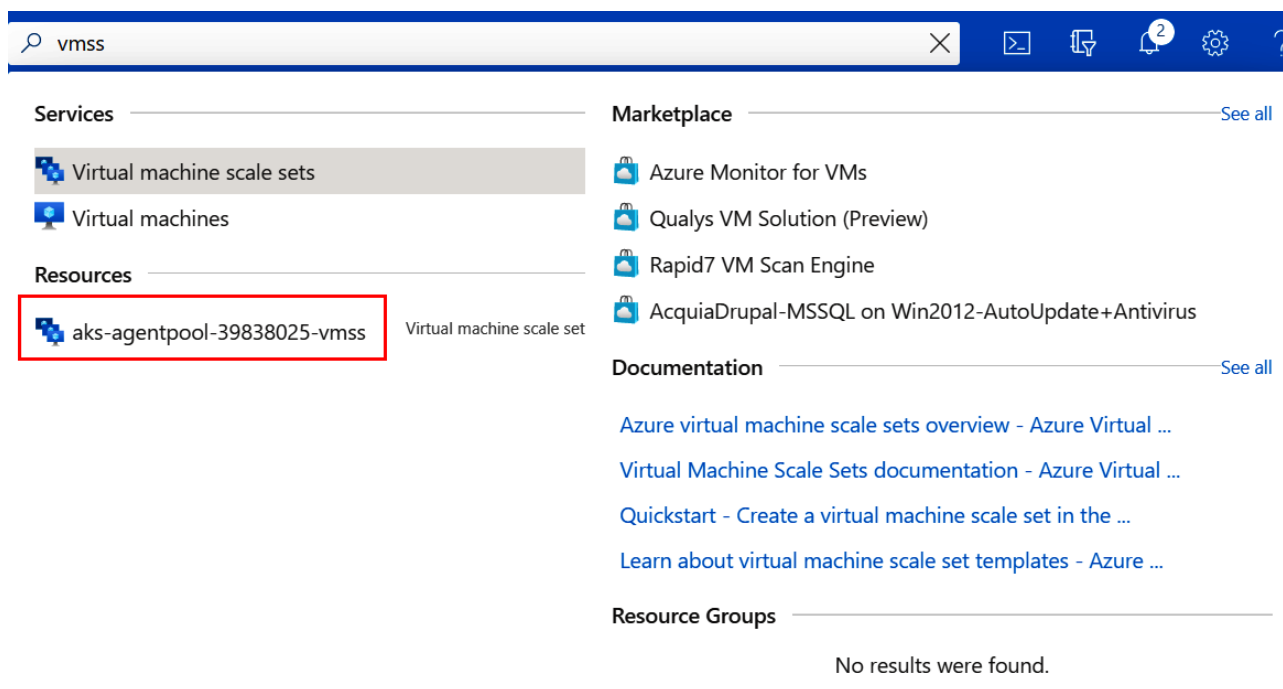 vmss
2
Services
Virtual machine scale sets
Virtual machines
Resources
aks-agentpool-39838025-vmss
Virtual machine scale set
Marketplace
See all
Azure Monitor for VMs
Qualys VM Solution (Preview)
Rapid7 VM Scan Engine
AcquiaDrupal-MSSQL on Win2012-AutoUpdate+Antivirus
Documentation
See all
Azure virtual machine scale sets overview - Azure Virtual ...
Virtual Machine Scale Sets documentation - Azure Virtual ...
Quickstart - Create a virtual machine scale set in the ...
Learn about virtual machine scale set templates - Azure ...
Resource Groups
No results were found.